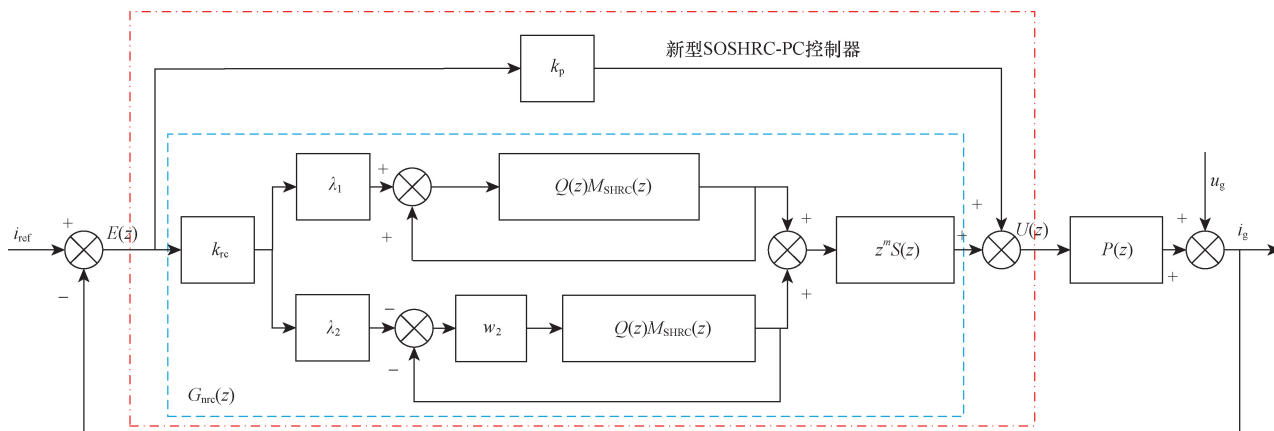 新型SOSHRC-PC控制器
k_p
λ_1
+
Q(z)M_SHRC(z)
+
u_g
i_ref
+
E(z)
k_rc
+
+
z^m S(z)
+
+
U(z)
P(z)
+
+
i_g
−
λ_2
−
w_2
Q(z)M_SHRC(z)
−
G_nrc(z)